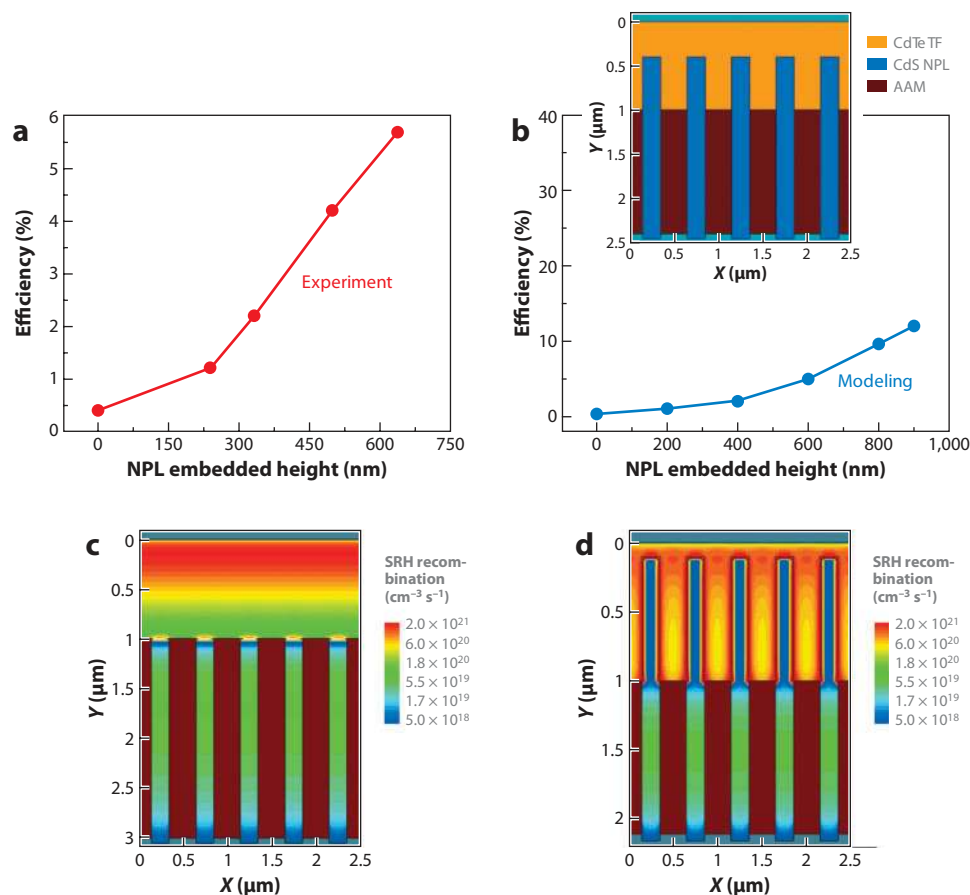 a
Efficiency (%)
6
5
4
3
2
1
0
Experiment
0 150 300 450 600 750
NPL embedded height (nm)
b
Efficiency (%)
40
30
20
10
0
Modeling
0 200 400 600 800 1,000
NPL embedded height (nm)
Y (µm)
0
0.5
1
1.5
2
2.5
0 0.5 1 1.5 2 2.5
X (µm)
CdTe TF
CdS NPL
AAM
c
Y (µm)
0
0.5
1
1.5
2
2.5
3
0 0.5 1 1.5 2 2.5
X (µm)
SRH recom-
bination
(cm⁻³ s⁻¹)
2.0 × 10²¹
6.0 × 10²⁰
1.8 × 10²⁰
5.5 × 10¹⁹
1.7 × 10¹⁹
5.0 × 10¹⁸
d
Y (µm)
0
0.5
1
1.5
2
0 0.5 1 1.5 2 2.5
X (µm)
SRH recom-
bination
(cm⁻³ s⁻¹)
2.0 × 10²¹
6.0 × 10²⁰
1.8 × 10²⁰
5.5 × 10¹⁹
1.7 × 10¹⁹
5.0 × 10¹⁸